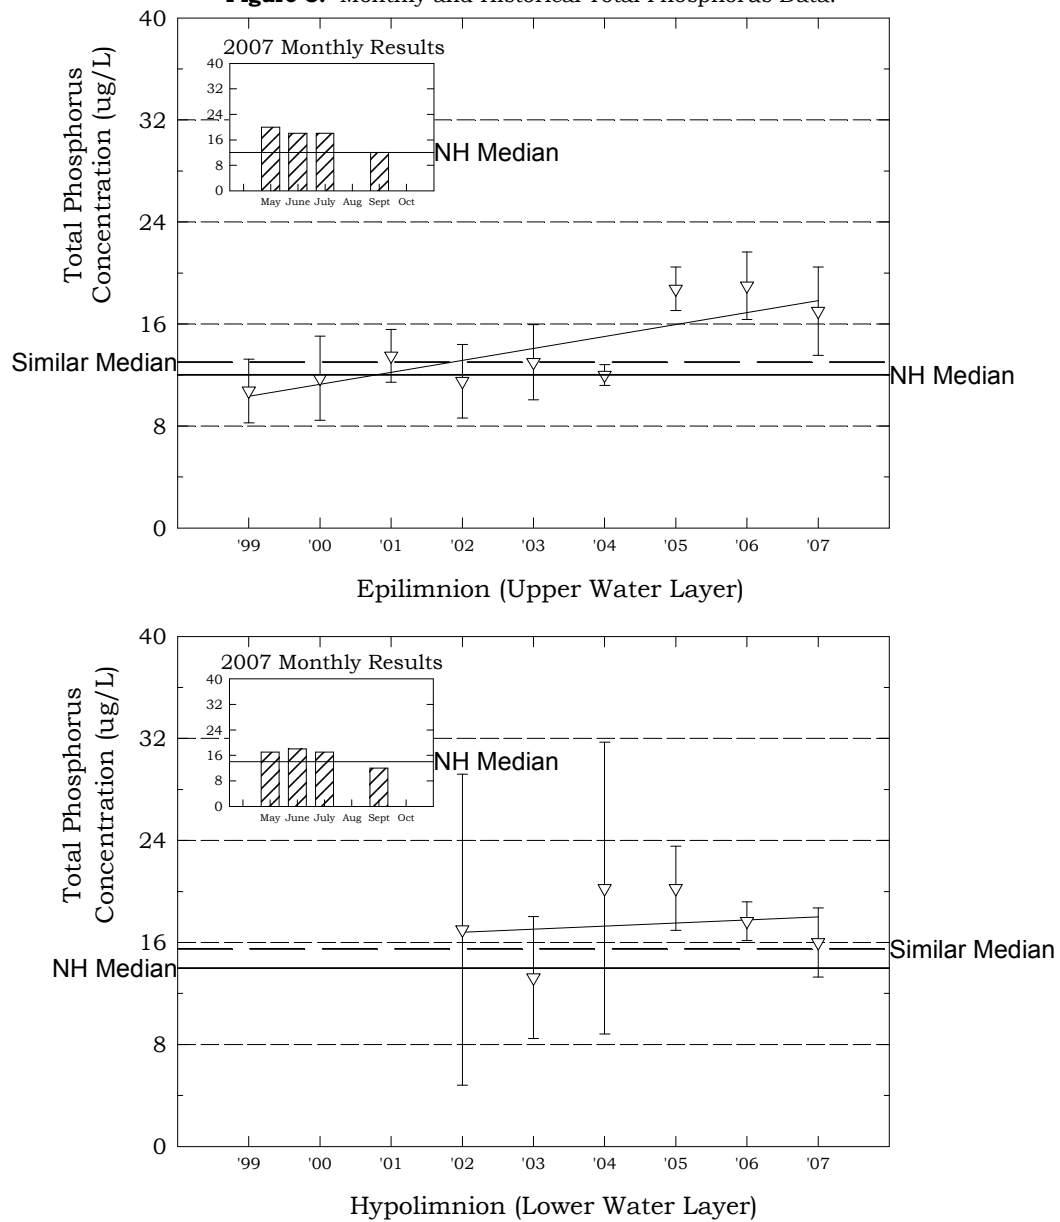 Figure 3. Monthly and Historical Total Phosphorus Data.
Total Phosphorus
Concentration (ug/L)
40
32
24
16
8
0
2007 Monthly Results
40
32
24
16
8
0
May June July Aug Sept Oct
NH Median
Similar Median
NH Median
'99 '00 '01 '02 '03 '04 '05 '06 '07
Epilimnion (Upper Water Layer)
Total Phosphorus
Concentration (ug/L)
40
32
24
16
8
0
2007 Monthly Results
40
32
24
16
8
0
May June July Aug Sept Oct
NH Median
Similar Median
NH Median
'99 '00 '01 '02 '03 '04 '05 '06 '07
Hypolimnion (Lower Water Layer)